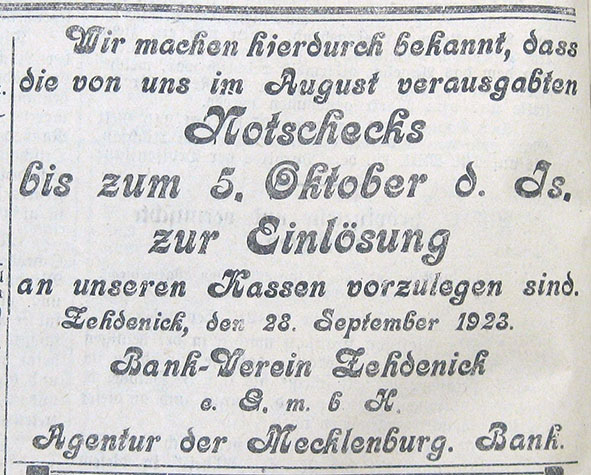 Wir machen hierdurch bekannt, dass
die von uns im August verausgabten
Notschecks
bis zum 5. Oktober d. Js.
zur Einlösung
an unseren Kassen vorzulegen sind.
Zehdenick, den 28. September 1923.
Bank-Verein Zehdenick
e. G. m. b H.
Agentur der Mecklenburg. Bank.